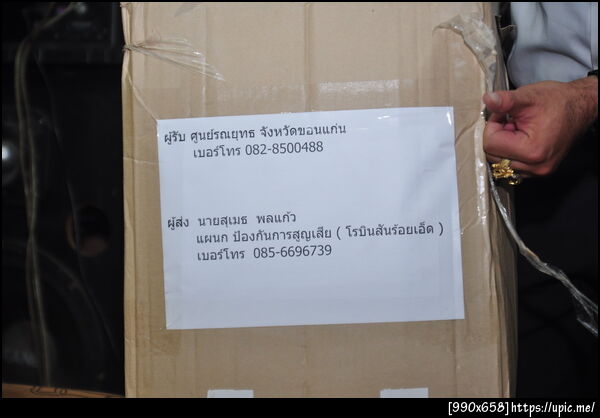 ผู้รับ ศูนย์รณยุทธ จังหวัดขอนแก่น
เบอร์โทร 082-8500488
ผู้ส่ง นายสุเมธ พลแก้ว
แผนก ป้องกันการสูญเสีย ( โรบินสันร้อยเอ็ด )
เบอร์โทร 085-6696739
[990x658]https://upic.me/